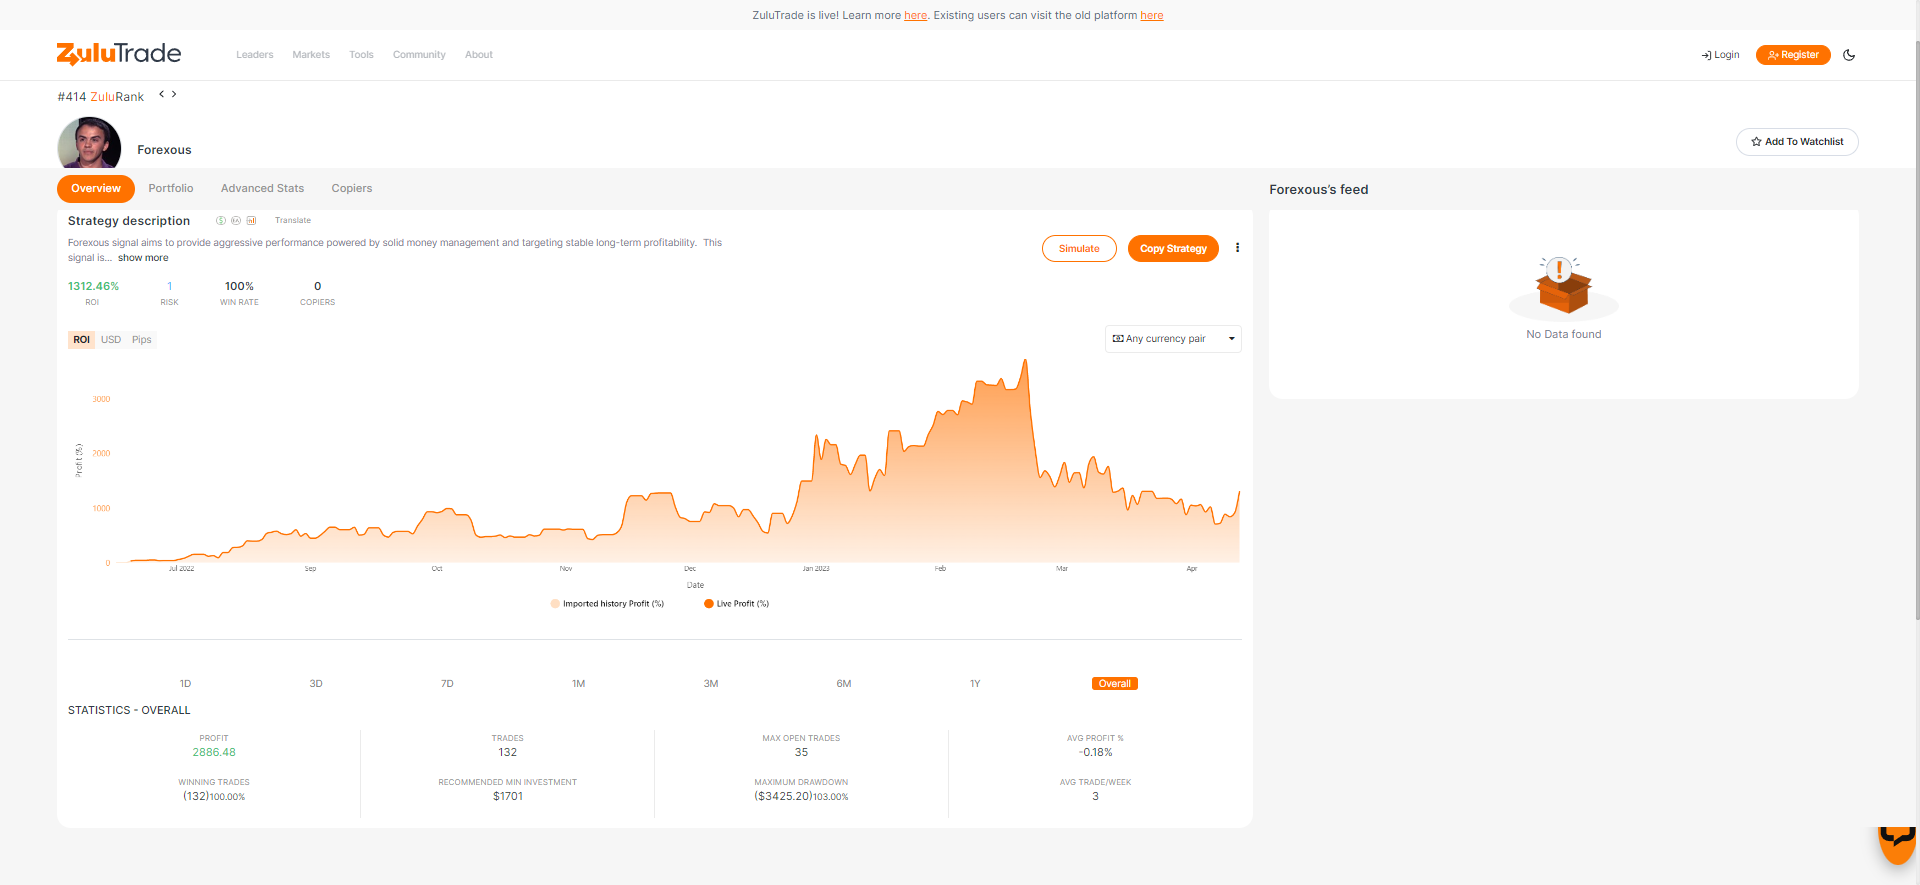 ZuluTrade is live! Learn more here. Existing users can visit the old platform here
ZuluTrade
Leaders
Markets
Tools
Community
About
Login
Register
#414 ZuluRank
Forexous
Add To Watchlist
Overview
Portfolio
Advanced Stats
Copiers
Forexous's feed
Strategy description
Translate
Forexous signal aims to provide aggressive performance powered by solid money management and targeting stable long-term profitability. This
signal is... show more
Simulate
Copy Strategy
1312.46%
1
100%
0
ROI
RISK
WIN RATE
COPIERS
No Data found
ROI
USD
Pips
Any currency pair
Profit (%)
3000
2000
1000
0
Jul 2022
Sep
Oct
Nov
Dec
Jan 2023
Feb
Mar
Apr
Date
Imported history Profit (%)
Live Profit (%)
1D
3D
7D
1M
3M
6M
1Y
Overall
STATISTICS - OVERALL
PROFIT
TRADES
MAX OPEN TRADES
AVG PROFIT %
2886.48
132
35
-0.18%
WINNING TRADES
RECOMMENDED MIN INVESTMENT
MAXIMUM DRAWDOWN
AVG TRADE/WEEK
(132)100.00%
$1701
($3425.20)103.00%
3